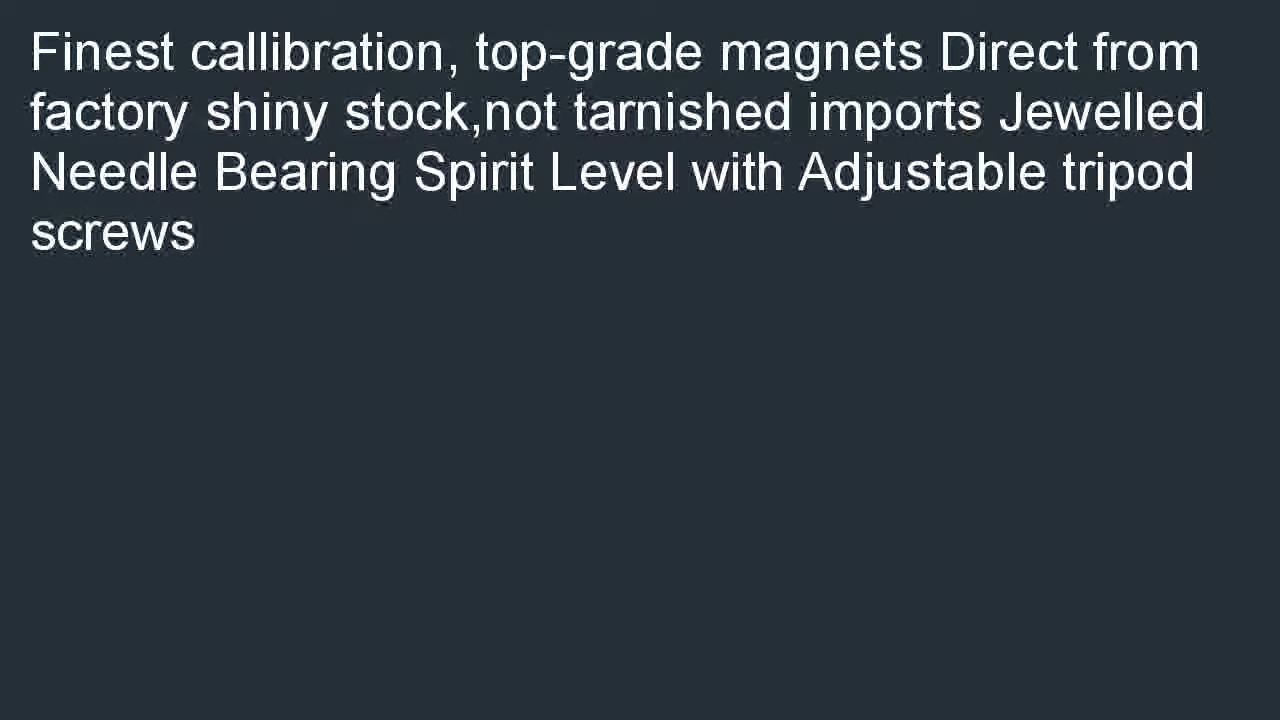 Finest callibration, top-grade magnets Direct from
factory shiny stock,not tarnished imports Jewelled
Needle Bearing Spirit Level with Adjustable tripod
screws